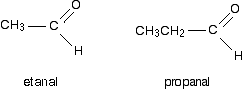 O
CH3 C
H
O
CH3CH2 C
H
etanal
propanal